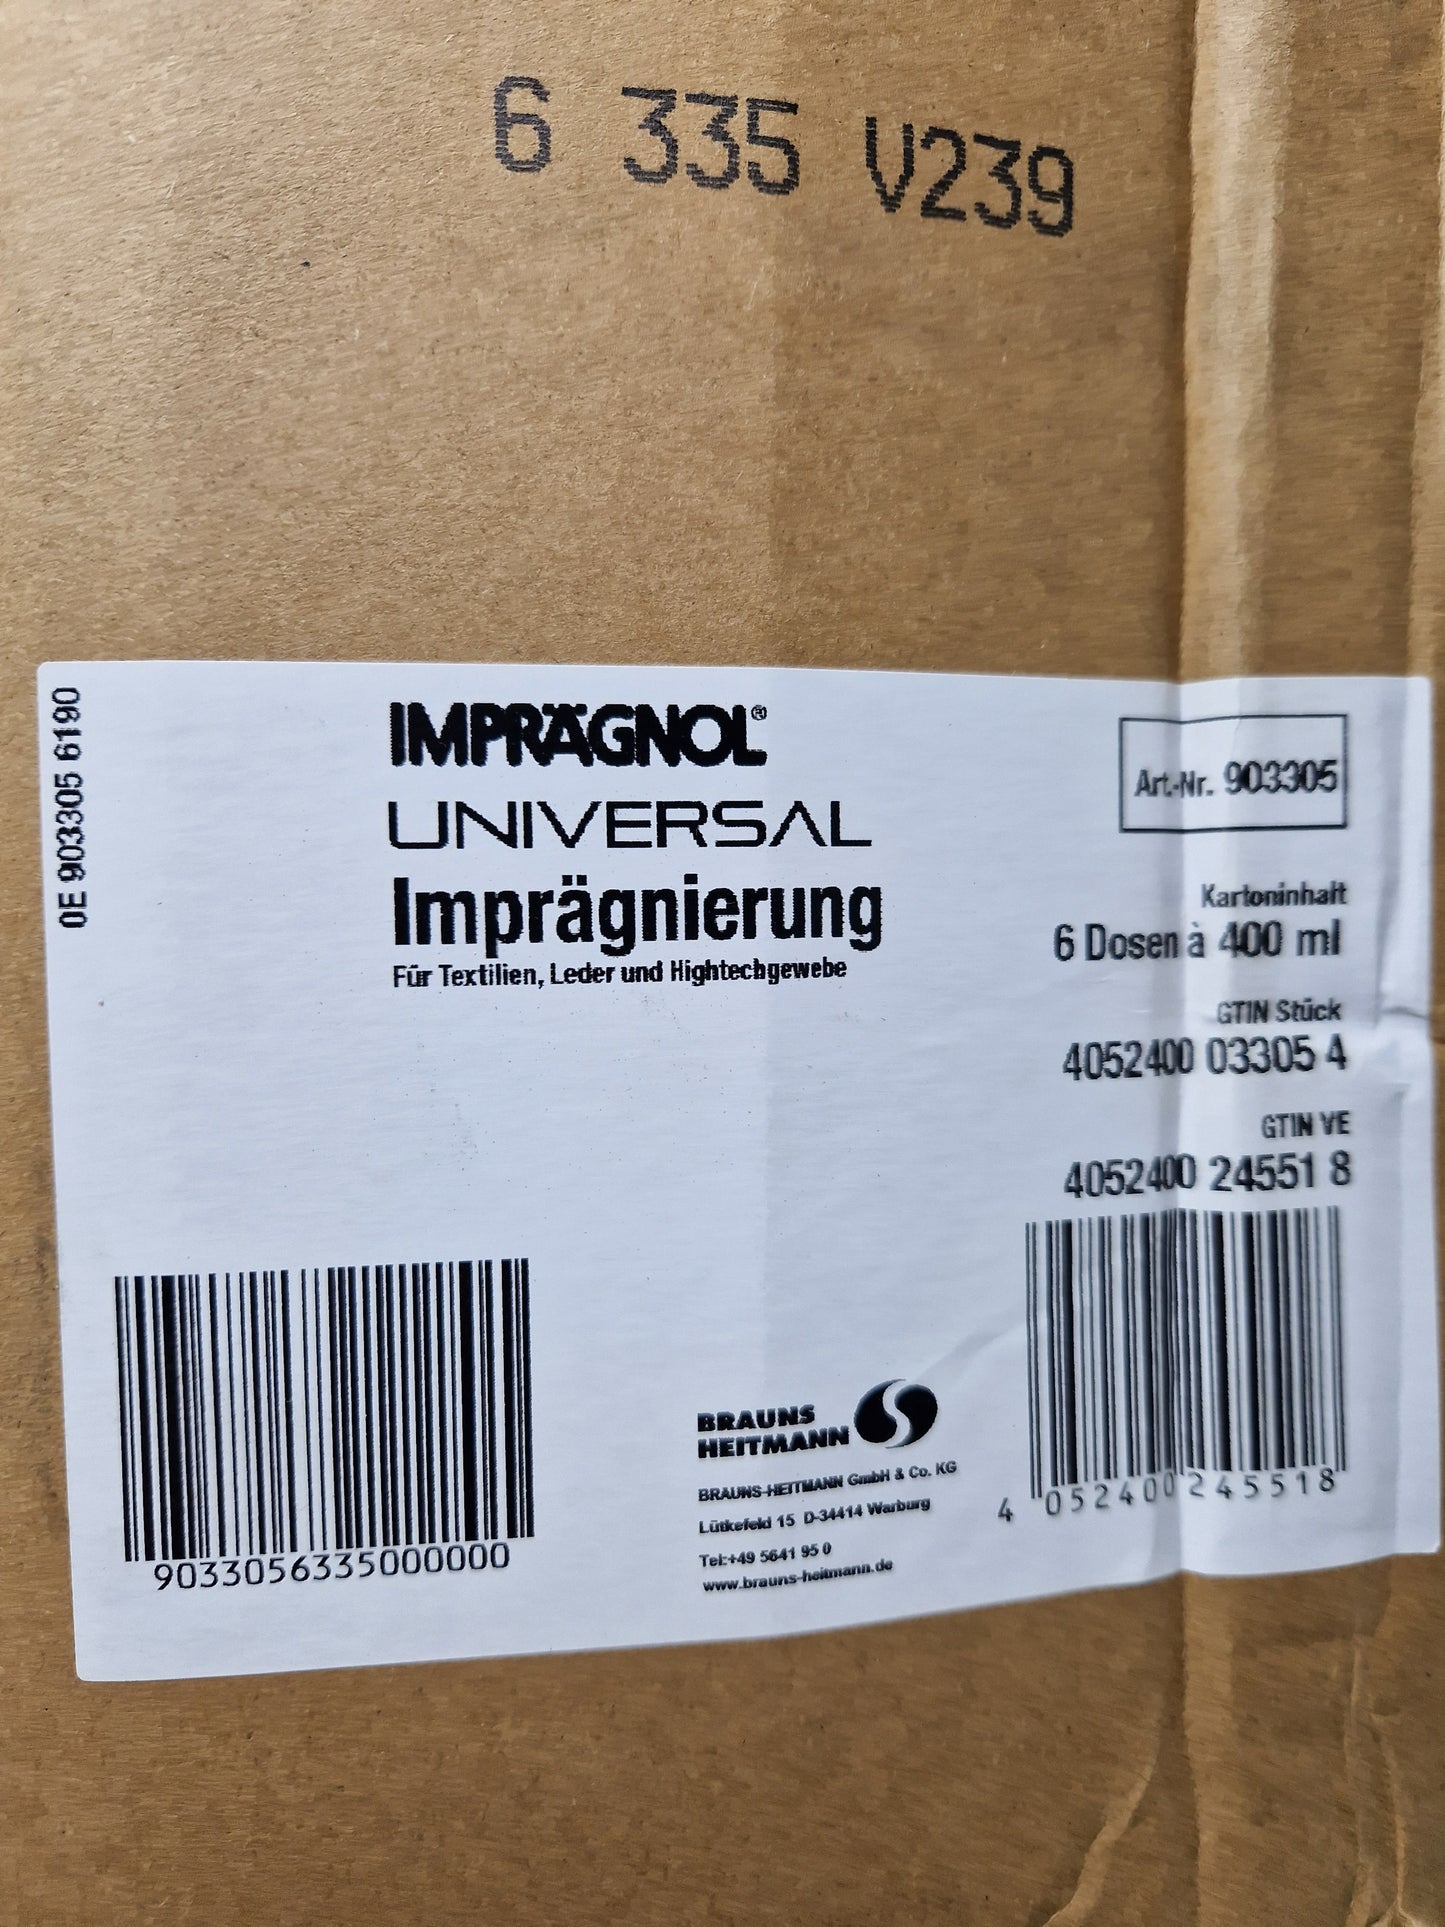 6 335 V239
0E 903305 6190
IMPRÄGNOL®
UNIVERSAL
Imprägnierung
Für Textilien, Leder und Hightechgewebe
Art.-Nr. 903305
Kartoninhalt
6 Dosen à 400 ml
GTIN Stück
4052400 03305 4
GTIN VE
4052400 24551 8
4 052400 245518
9033056335000000
BRAUNS
HEITMANN
BRAUNS-HEITMANN GmbH & Co. KG
Lütkefeld 15 D-34414 Warburg
Tel:+49 5641 95 0
www.brauns-heitmann.de